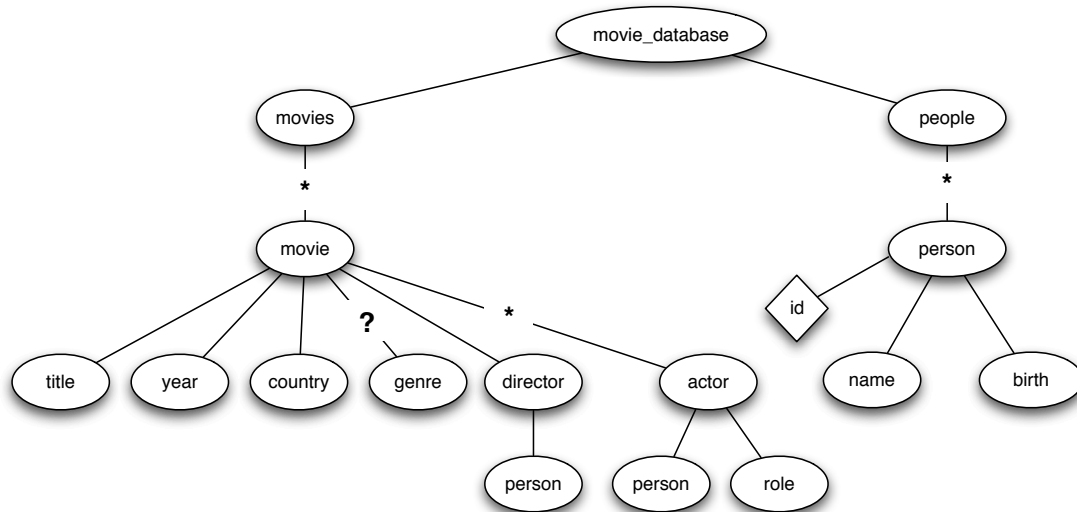 movie_database
movies
people
*
*
movie
person
id
?
*
title
year
country
genre
director
actor
name
birth
person
person
role